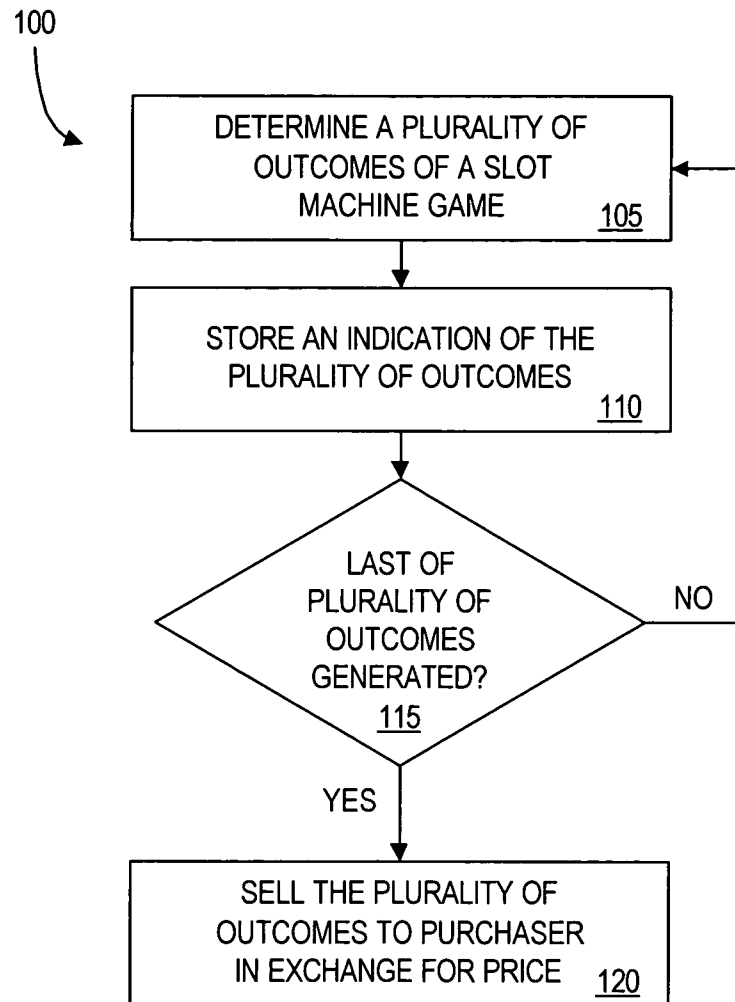 100
DETERMINE A PLURALITY OF
OUTCOMES OF A SLOT
MACHINE GAME
105
STORE AN INDICATION OF THE
PLURALITY OF OUTCOMES
110
LAST OF
PLURALITY OF
OUTCOMES
GENERATED?
115
NO
YES
SELL THE PLURALITY OF
OUTCOMES TO PURCHASER
IN EXCHANGE FOR PRICE
120